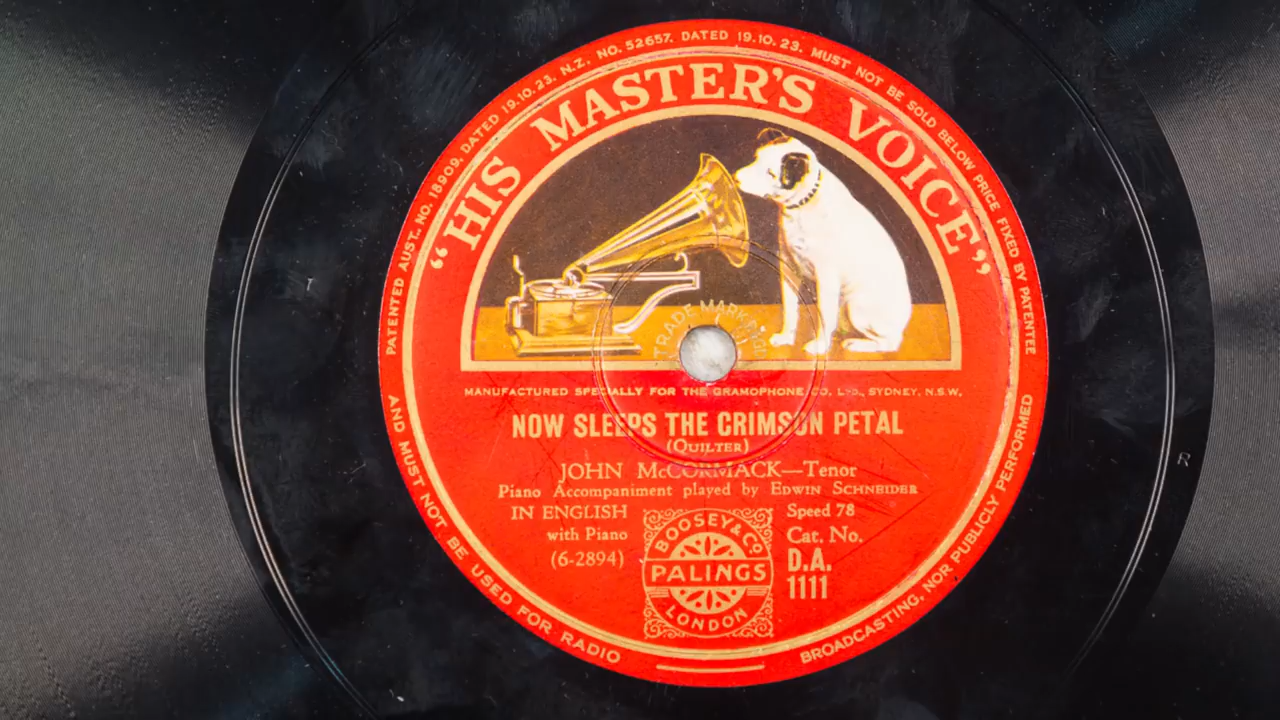 PATENTED AUST. NO. 18909. DATED 19.10.23. N.Z. NO. 52657. DATED 19.10.23. MUST NOT BE SOLD BELOW PRICE FIXED BY PATENTEE
"HIS MASTER'S VOICE"
TRADE MARK
MANUFACTURED SPECIALLY FOR THE GRAMOPHONE CO. LTD., SYDNEY, N.S.W.
NOW SLEEPS THE CRIMSON PETAL
(QUILTER)
JOHN McCORMACK—Tenor
Piano Accompaniment played by EDWIN SCHNEIDER
IN ENGLISH
with Piano
(6-2894)
BOOSEY & Co
PALINGS
LONDON
Speed 78
Cat. No.
D.A.
1111
AND MUST NOT BE USED FOR RADIO BROADCASTING, NOR PUBLICLY PERFORMED
R